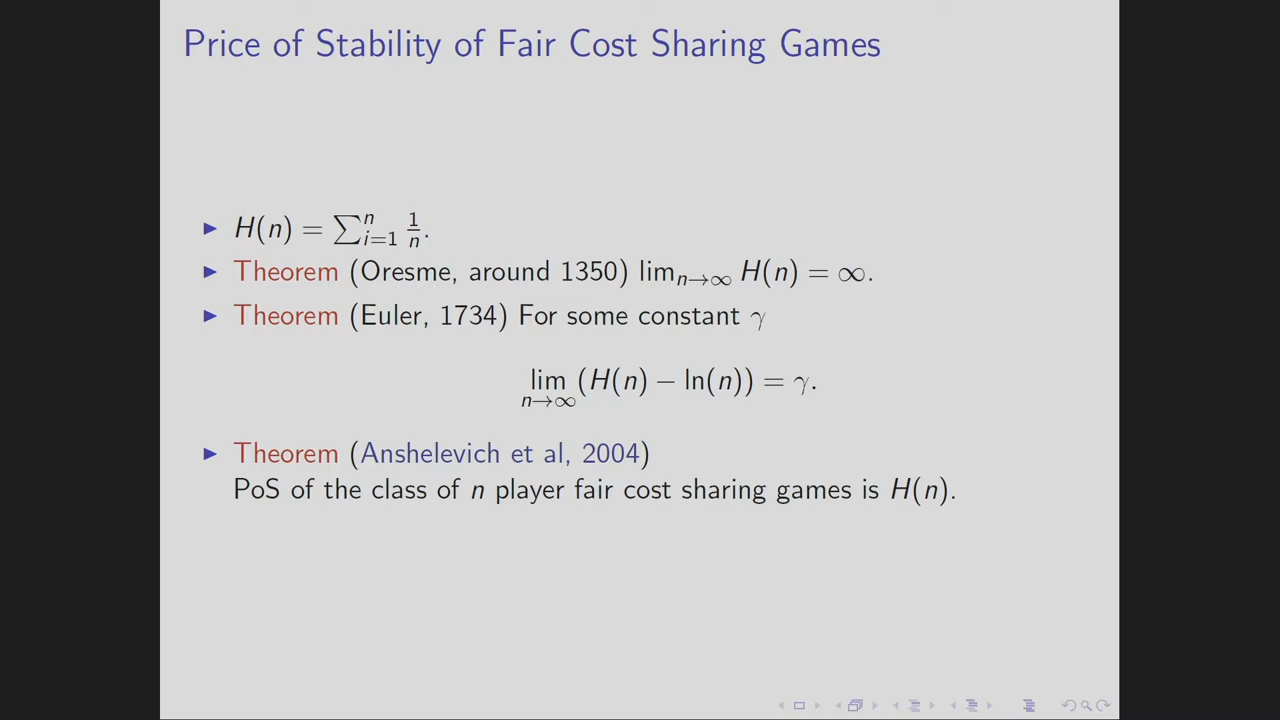 Price of Stability of Fair Cost Sharing Games
▶ H(n) = ∑ⁿᵢ₌₁ 1/n.
▶ Theorem (Oresme, around 1350) limₙ→∞ H(n) = ∞.
▶ Theorem (Euler, 1734) For some constant γ
lim n→∞ (H(n) − ln(n)) = γ.
▶ Theorem (Anshelevich et al, 2004)
PoS of the class of n player fair cost sharing games is H(n).